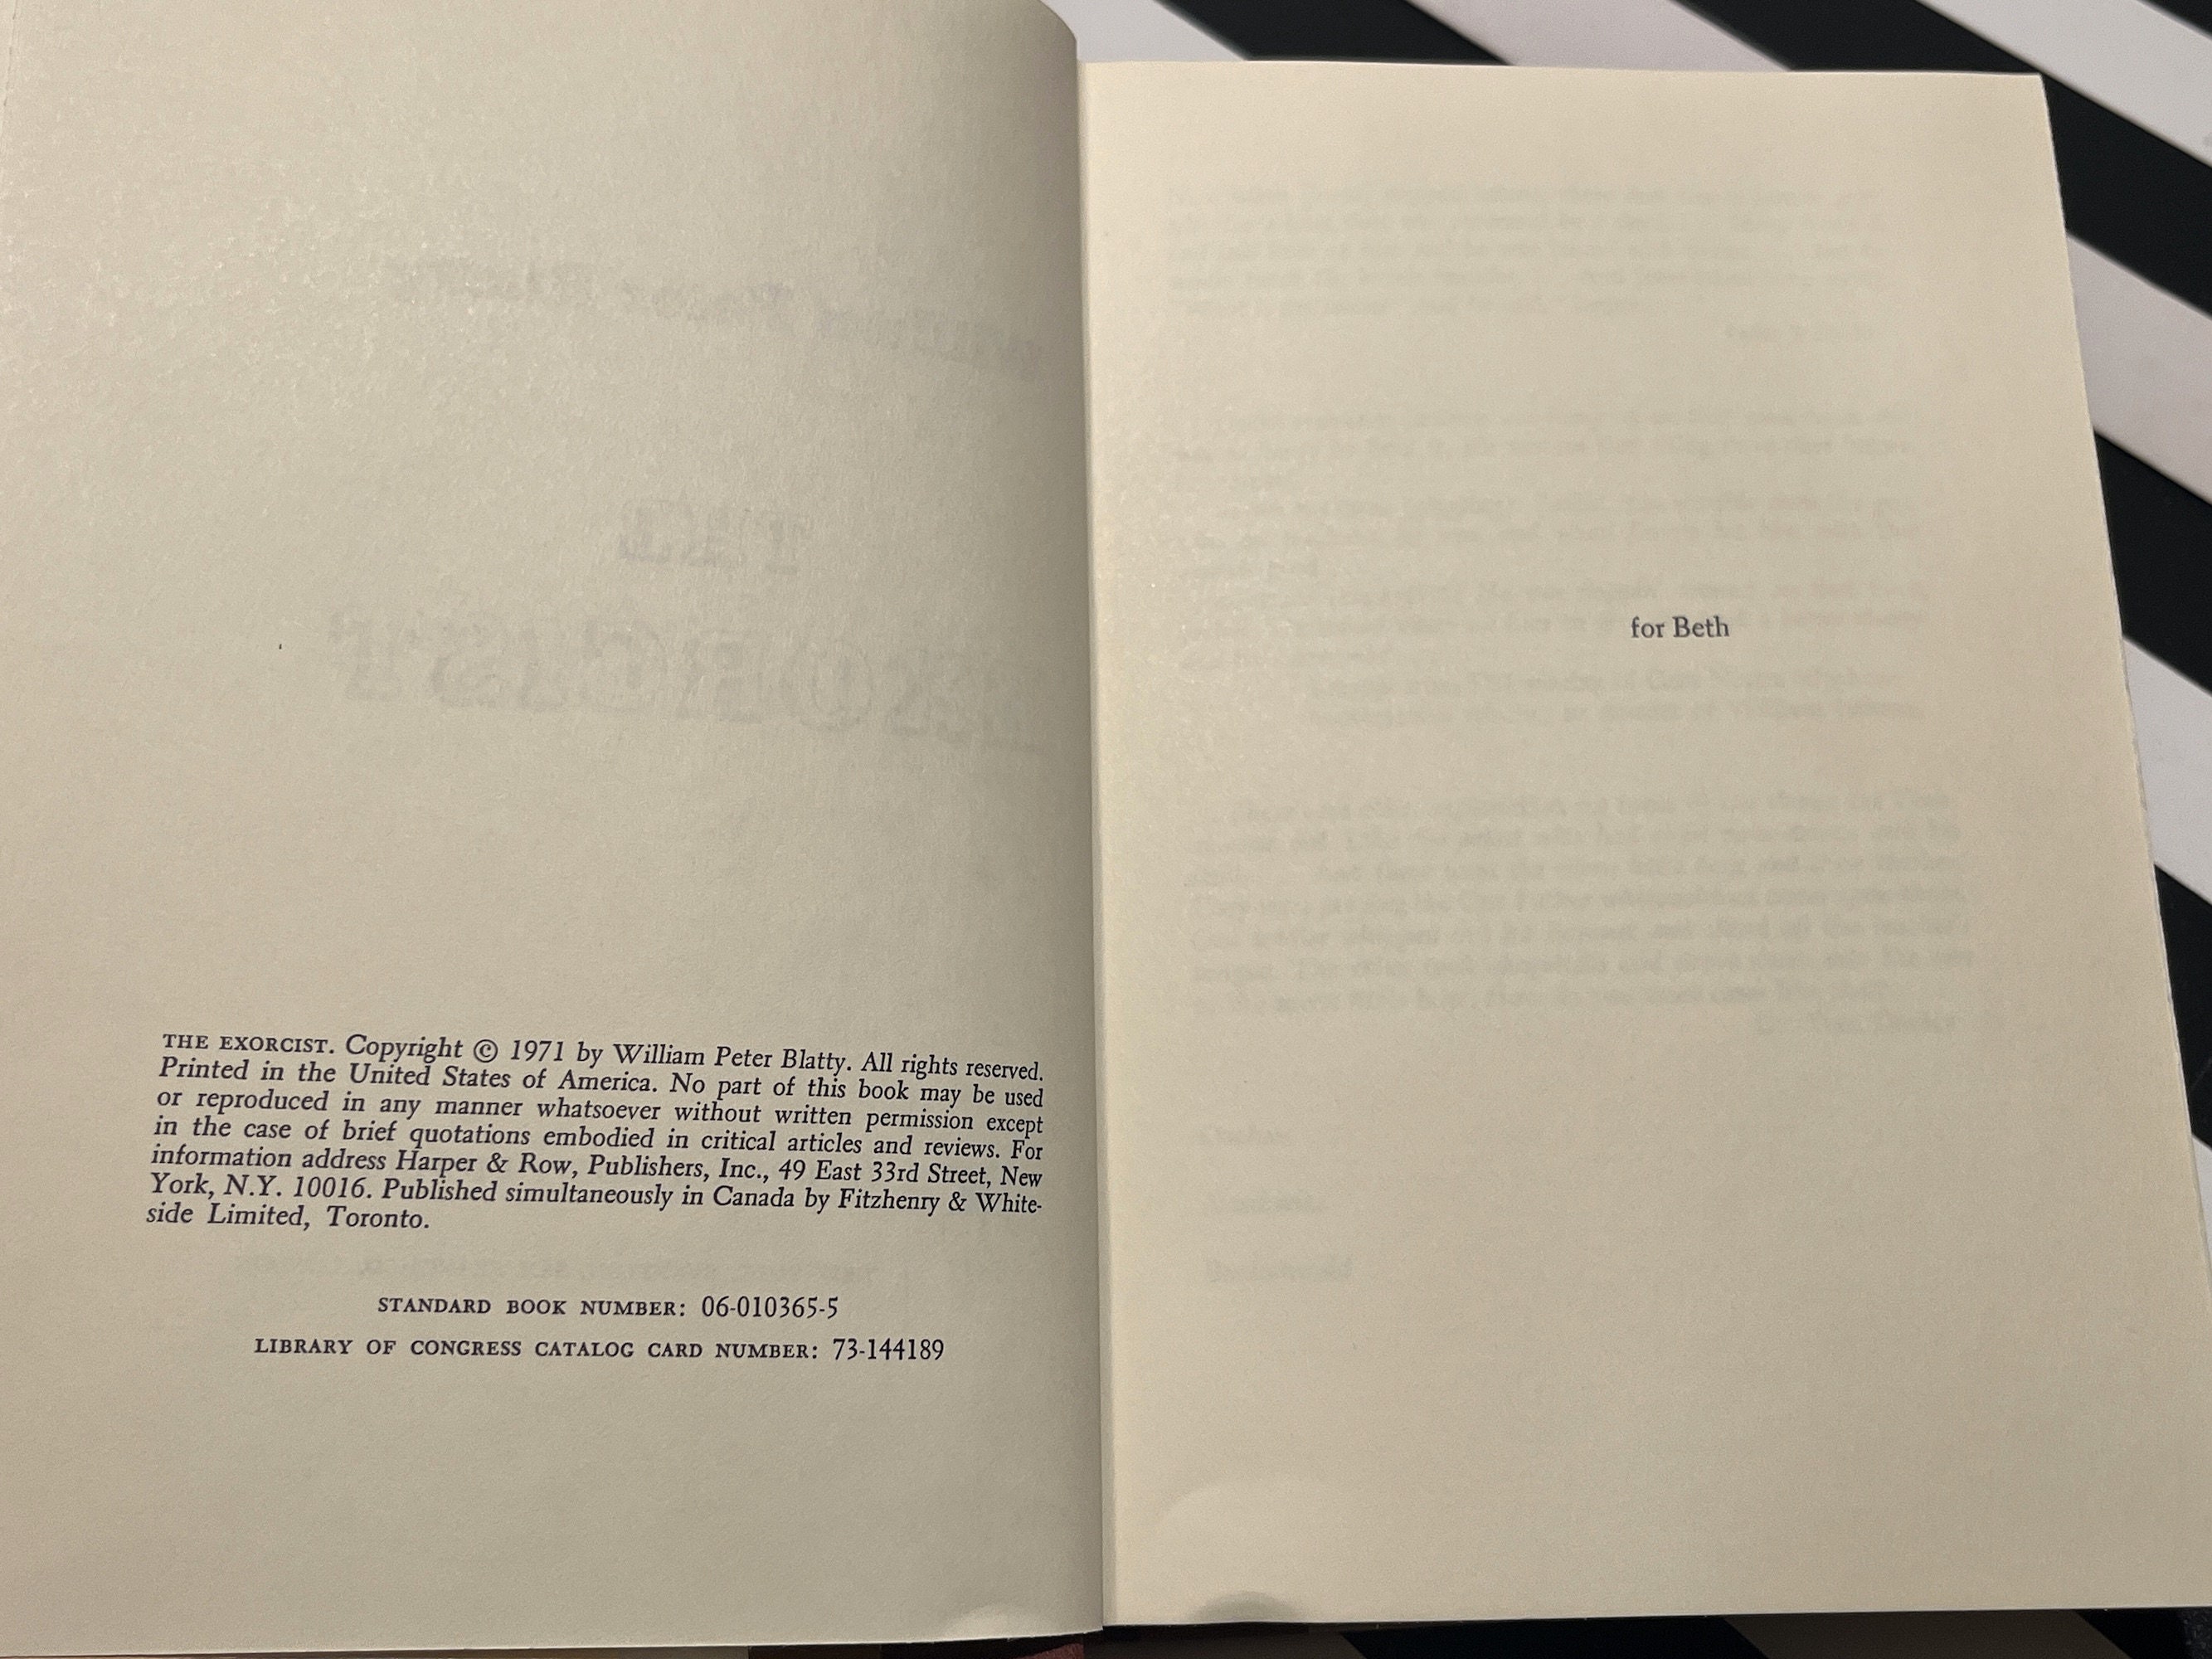 THE EXORCIST. Copyright © 1971 by William Peter Blatty. All rights reserved.
Printed in the United States of America. No part of this book may be used
or reproduced in any manner whatsoever without written permission except
in the case of brief quotations embodied in critical articles and reviews. For
information address Harper & Row, Publishers, Inc., 49 East 33rd Street, New
York, N.Y. 10016. Published simultaneously in Canada by Fitzhenry & White-
side Limited, Toronto.
STANDARD BOOK NUMBER: 06-010365-5
LIBRARY OF CONGRESS CATALOG CARD NUMBER: 73-144189
for Beth